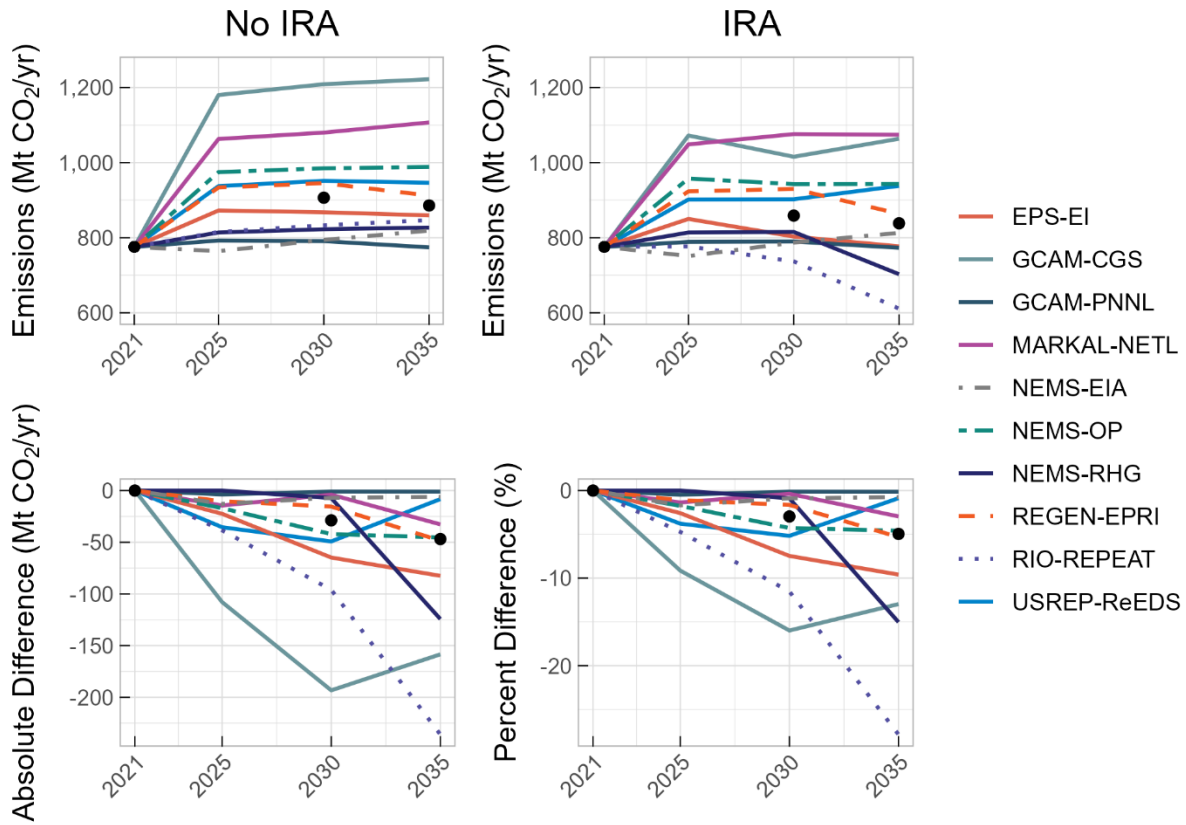 No IRA
IRA
Emissions (Mt CO₂/yr)
1,200
1,000
800
600
2021
2025
2030
2035
Emissions (Mt CO₂/yr)
1,200
1,000
800
600
2021
2025
2030
2035
Absolute Difference (Mt CO₂/yr)
0
-50
-100
-150
-200
2021
2025
2030
2035
Percent Difference (%)
0
-10
-20
2021
2025
2030
2035
EPS-EI
GCAM-CGS
GCAM-PNNL
MARKAL-NETL
NEMS-EIA
NEMS-OP
NEMS-RHG
REGEN-EPRI
RIO-REPEAT
USREP-ReEDS